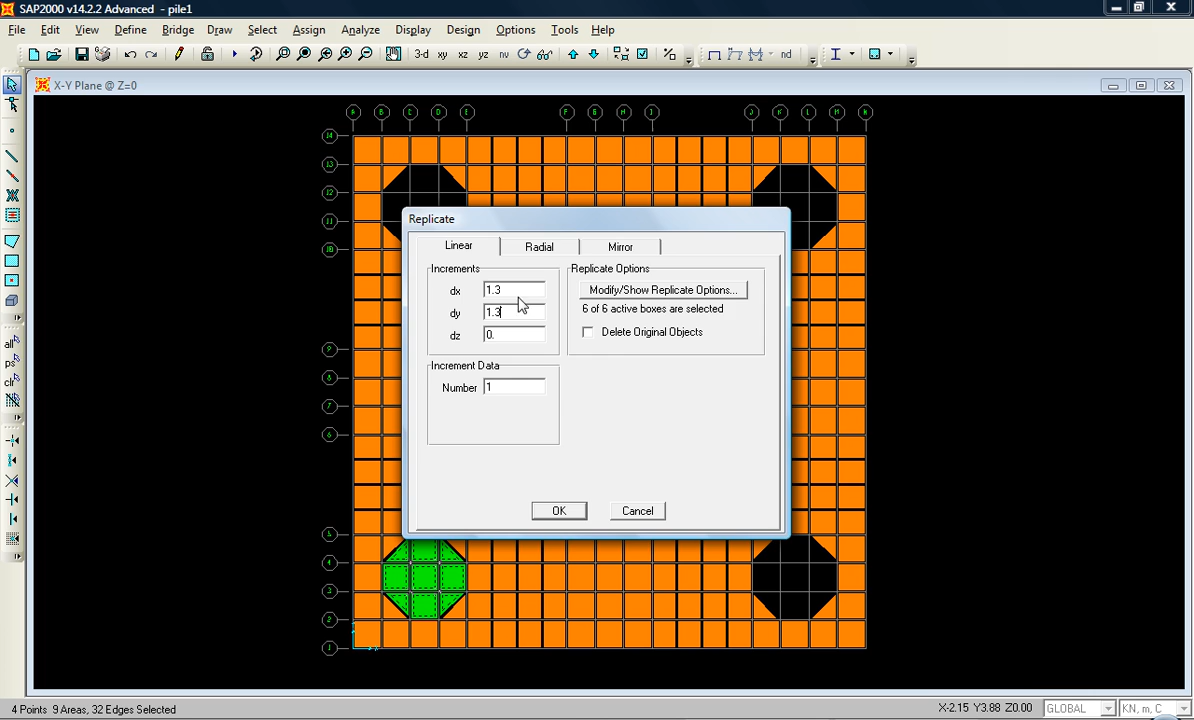 SAP2000 v14.2.2 Advanced - pile1
File Edit View Define Bridge Draw Select Assign Analyze Display Design Options Tools Help
3-d xy xz yz nv nd
X-Y Plane @ Z=0
A B C D E F G H I J K L M N
14
13
12
11
10
9
8
7
6
5
4
3
2
1
all
ps
clr
Replicate
Linear Radial Mirror
Increments
dx 1.3
dy 1.3
dz 0.
Replicate Options
Modify/Show Replicate Options...
6 of 6 active boxes are selected
Delete Original Objects
Increment Data
Number 1
OK Cancel
4 Points 9 Areas, 32 Edges Selected
X-2.15 Y3.88 Z0.00 GLOBAL KN, m, C